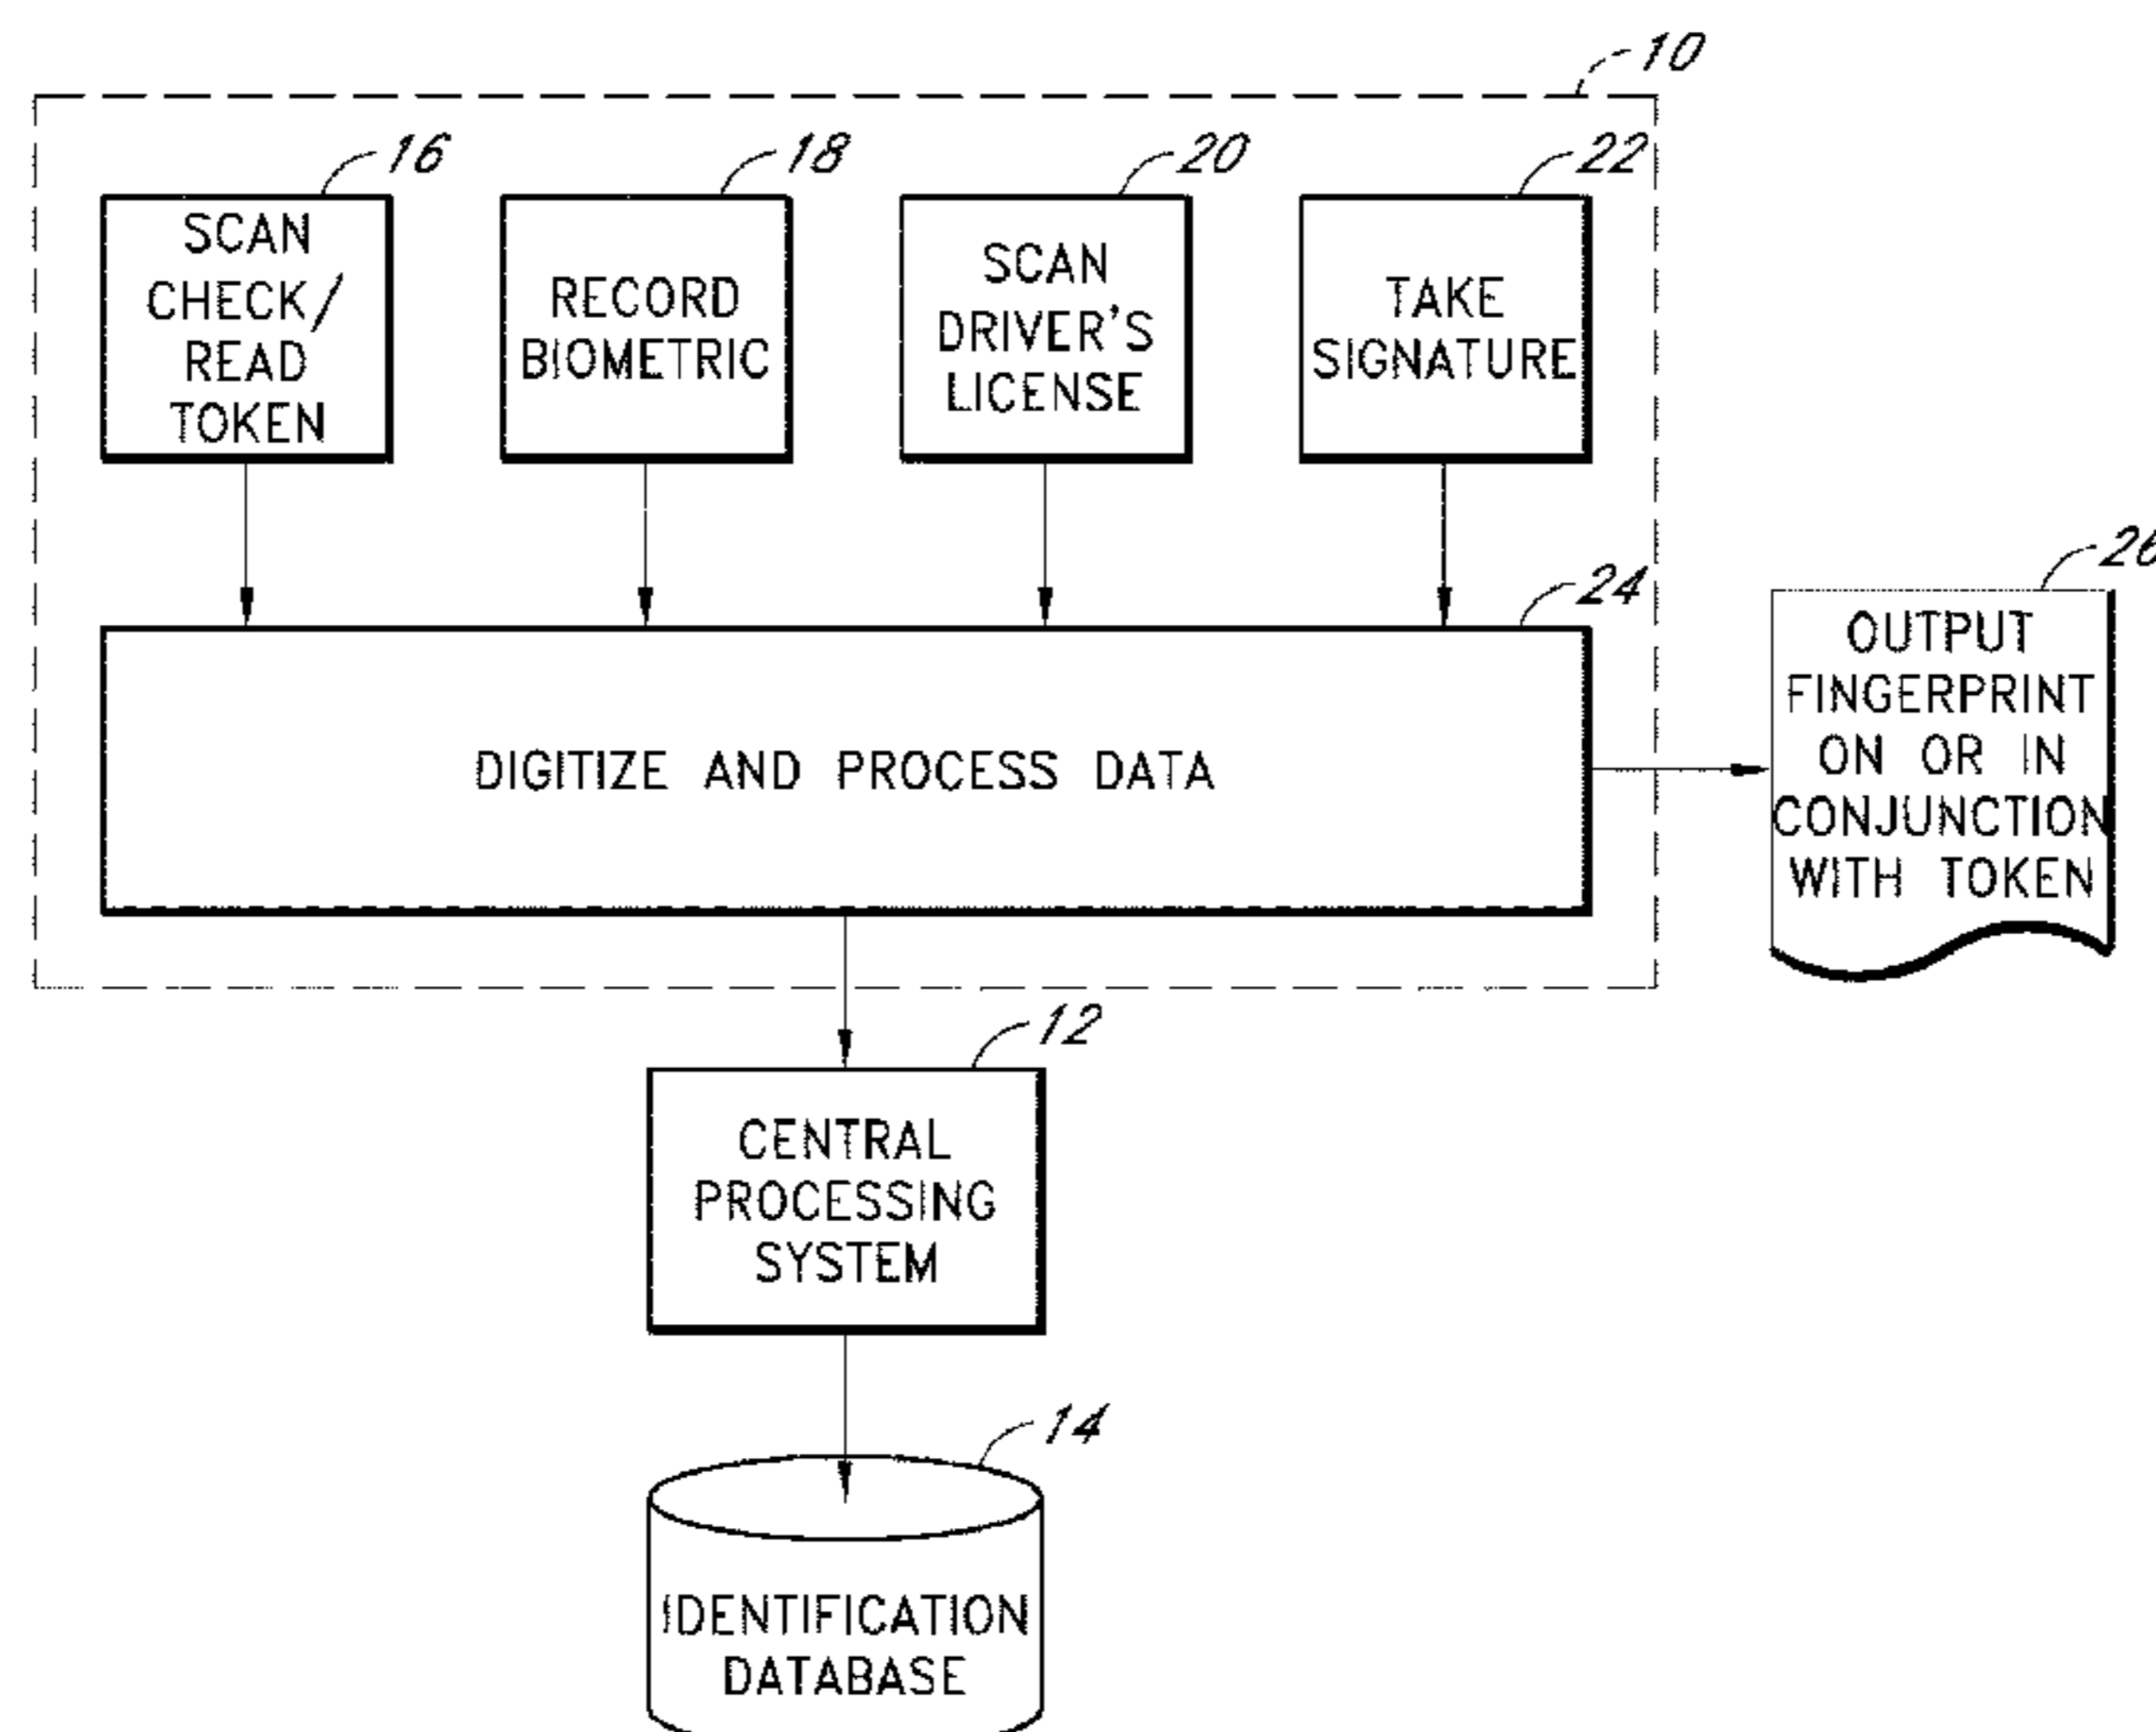 10
16
18
20
22
SCAN
CHECK/
READ
TOKEN
RECORD
BIOMETRIC
SCAN
DRIVER'S
LICENSE
TAKE
SIGNATURE
24
26
DIGITIZE AND PROCESS DATA
OUTPUT
FINGERPRINT
ON OR IN
CONJUNCTION
WITH TOKEN
12
CENTRAL
PROCESSING
SYSTEM
14
IDENTIFICATION
DATABASE